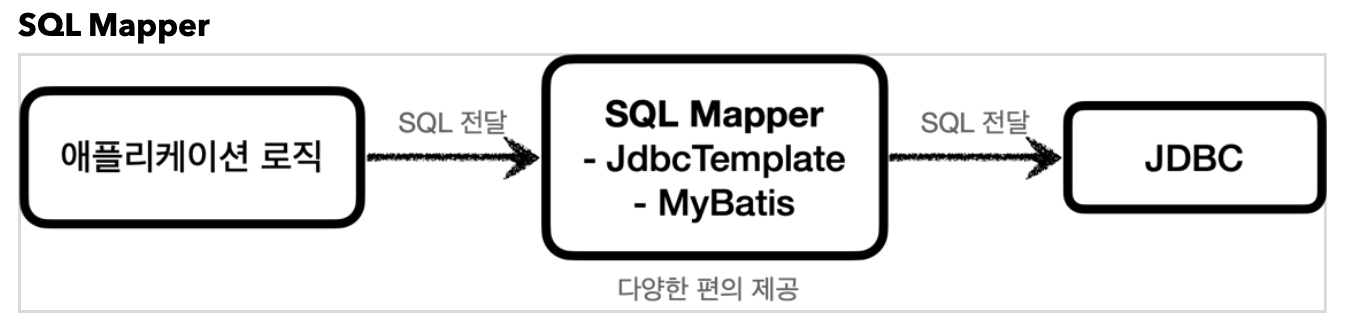 SQL Mapper
애플리케이션 로직
SQL 전달
SQL Mapper
- JdbcTemplate
- MyBatis
SQL 전달
JDBC
다양한 편의 제공